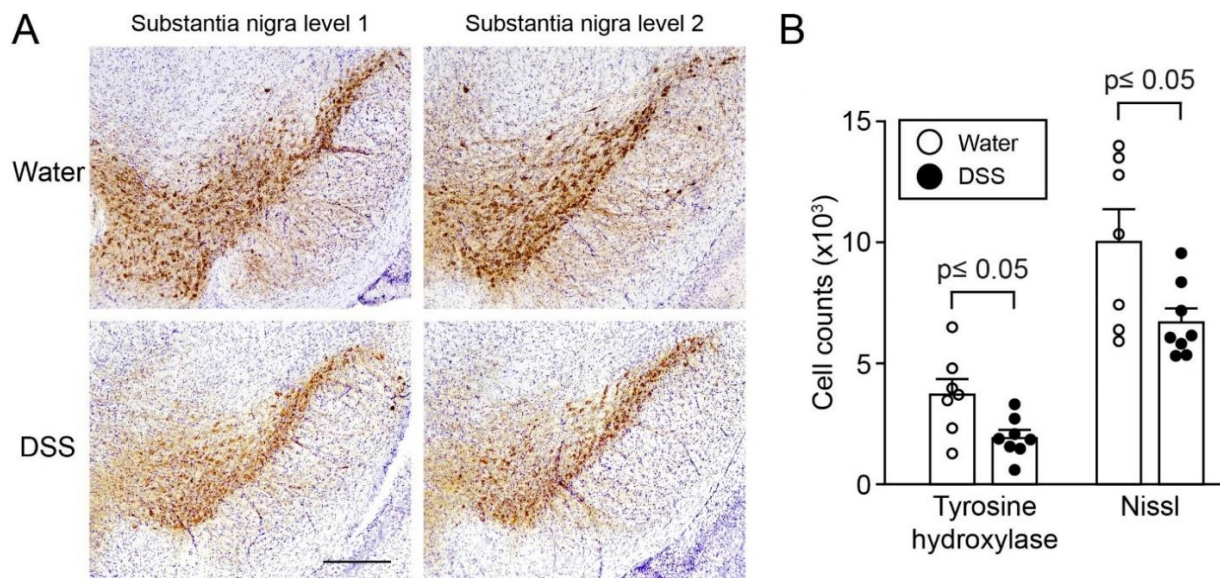 A
Substantia nigra level 1
Substantia nigra level 2
Water
DSS
B
p≤ 0.05
p≤ 0.05
Water
DSS
Cell counts (x10³)
15
10
5
0
Tyrosine
hydroxylase
Nissl